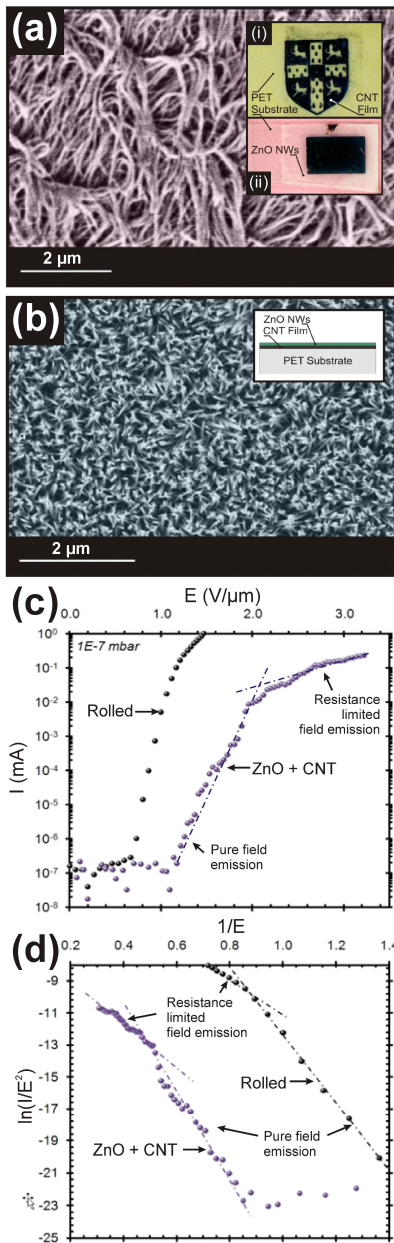 (a)
(i)
PET
Substrate
CNT
Film
ZnO NWs
(ii)
2 μm
(b)
ZnO NWs
CNT Film
PET Substrate
2 μm
(c)
E (V/μm)
0.0 1.0 2.0 3.0
1E-7 mbar
10⁰
10⁻¹
10⁻²
10⁻³
10⁻⁴
10⁻⁵
10⁻⁶
10⁻⁷
10⁻⁸
I (mA)
Rolled
Resistance
limited
field emission
ZnO + CNT
Pure field
emission
(d)
1/E
0.2 0.4 0.6 0.8 1.0 1.2 1.4
-9
-11
-13
-15
-17
-19
-21
-23
ln(I/E²)
Resistance
limited
field emission
Rolled
Pure field
emission
ZnO + CNT